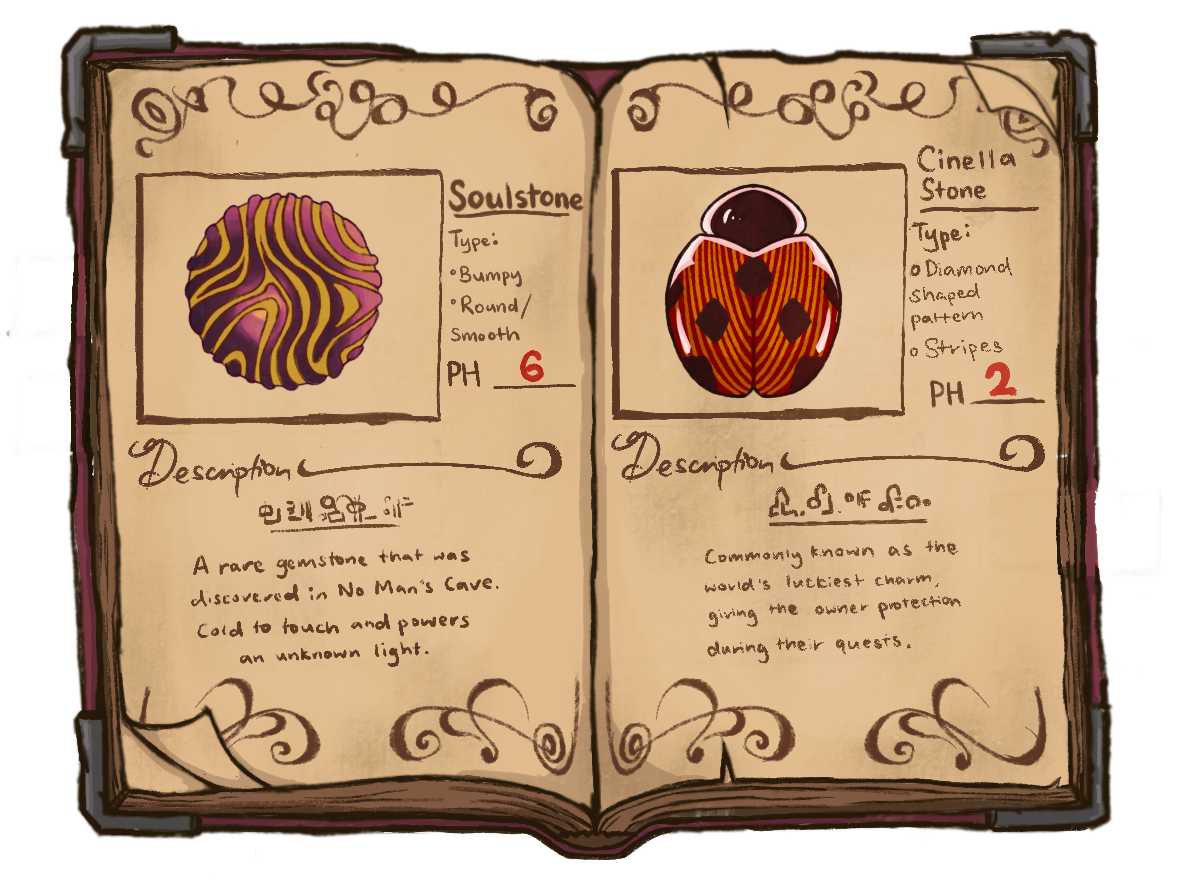 Soulstone
Type:
°Bumpy
°Round/
Smooth
PH 6
Description
A rare gemstone that was
discovered in No Man's Cave.
Cold to touch and powers
an unknown light.
Cinella
Stone
Type:
o Diamond
shaped
pattern
o Stripes
PH 2
Description
Commonly known as the
world's luckiest charm,
giving the owner protection
during their quests.